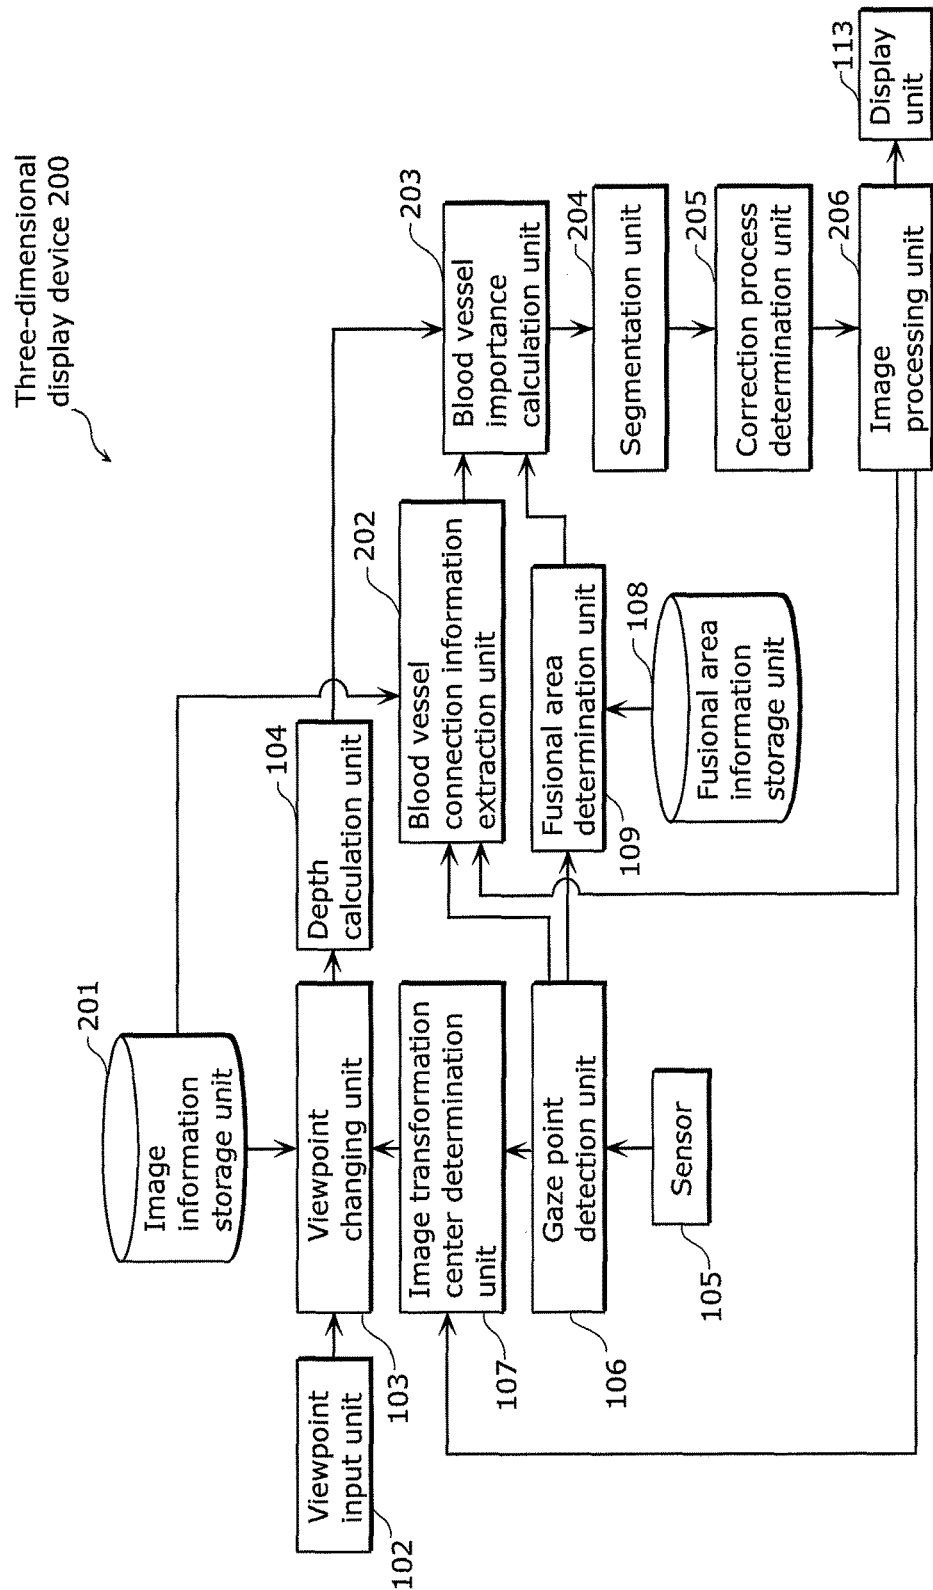 Three-dimensional
display device 200
201
Image
information
storage unit
Viewpoint
input unit
102
Viewpoint
changing unit
103
Depth
calculation unit
104
Image transformation
center determination
unit
107
Blood vessel
connection information
extraction unit
202
Blood vessel
importance
calculation unit
203
Gaze point
detection unit
106
Fusional area
determination unit
109
Segmentation unit
204
Sensor
105
Fusional area
information
storage unit
108
Correction process
determination unit
205
Image
processing unit
206
Display
unit
113